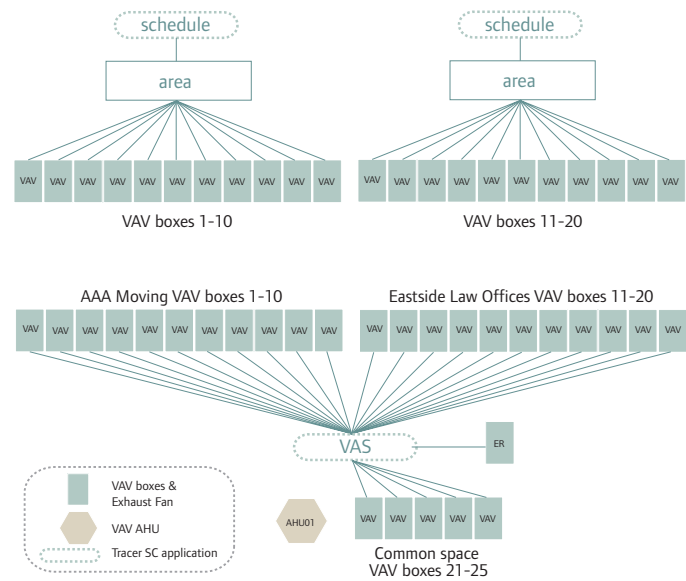 schedule
schedule
area
area
VAV VAV VAV VAV VAV VAV VAV VAV VAV VAV VAV
VAV VAV VAV VAV VAV VAV VAV VAV VAV VAV VAV
VAV boxes 1-10
VAV boxes 11-20
AAA Moving VAV boxes 1-10
Eastside Law Offices VAV boxes 11-20
VAV VAV VAV VAV VAV VAV VAV VAV VAV VAV VAV
VAV VAV VAV VAV VAV VAV VAV VAV VAV VAV VAV
VAS
ER
VAV boxes &
Exhaust Fan
VAV AHU
Tracer SC application
AHU01
VAV VAV VAV VAV VAV
Common space
VAV boxes 21-25